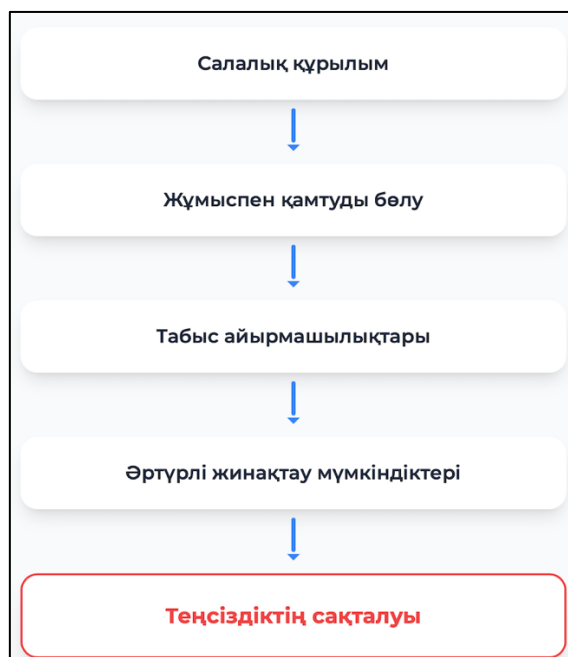 Салалық құрылым
Жұмыспен қамтуды бөлу
Табыс айырмашылықтары
Әртүрлі жинақтау мүмкіндіктері
Теңсіздіктің сақталуы